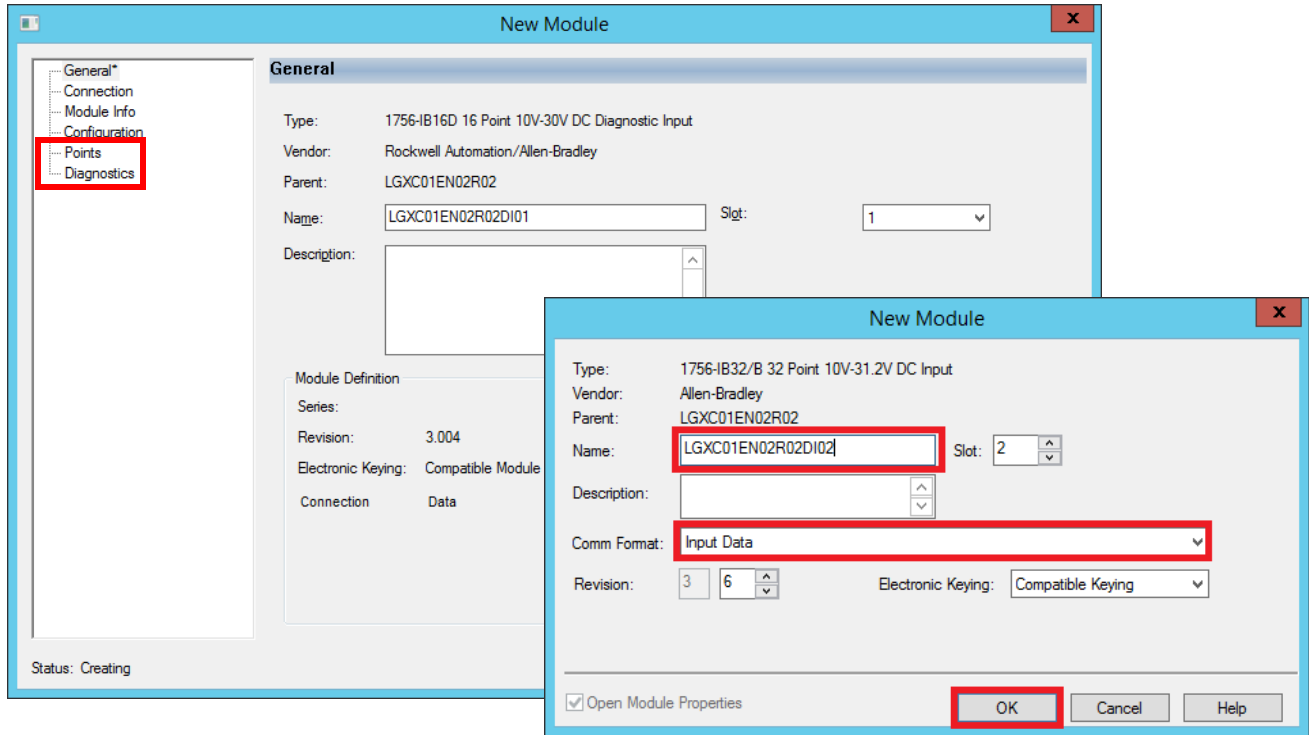 New Module
x
General*
Connection
Module Info
Configuration
Points
Diagnostics
General
Type: 1756-IB16D 16 Point 10V-30V DC Diagnostic Input
Vendor: Rockwell Automation/Allen-Bradley
Parent: LGXC01EN02R02
Name: LGXC01EN02R02DI01 Slot: 1
Description:
Module Definition
Series:
Revision: 3.004
Electronic Keying: Compatible Module
Connection Data
Status: Creating
New Module
x
Type: 1756-IB32/B 32 Point 10V-31.2V DC Input
Vendor: Allen-Bradley
Parent: LGXC01EN02R02
Name: LGXC01EN02R02DI02 Slot: 2
Description:
Comm Format: Input Data
Revision: 3 6 Electronic Keying: Compatible Keying
Open Module Properties OK Cancel Help